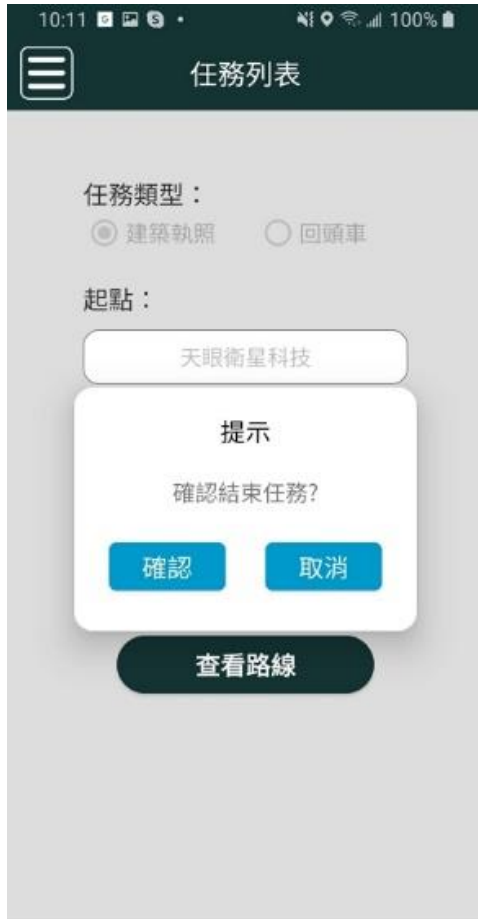 10:11 100%
任務列表
任務類型：
建築執照 回頭車
起點：
天眼衛星科技
提示
確認結束任務?
確認 取消
查看路線